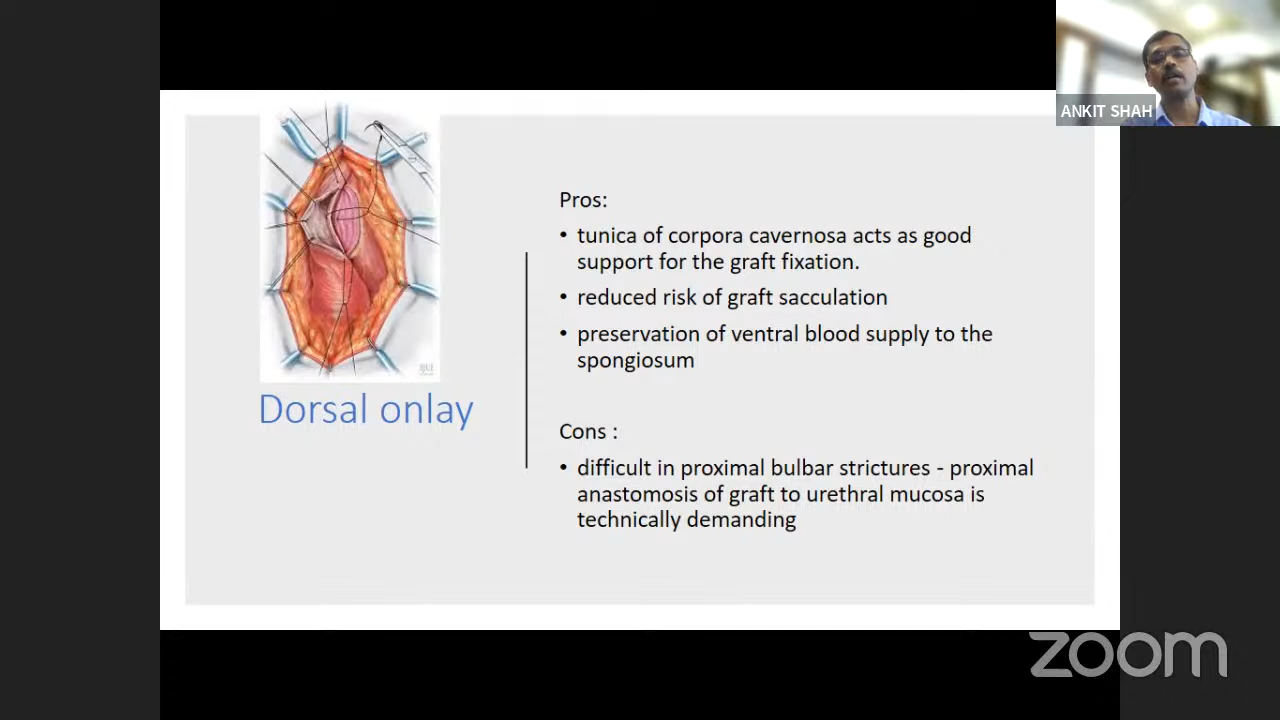 ANKIT SHAH
Pros:
• tunica of corpora cavernosa acts as good
support for the graft fixation.
• reduced risk of graft sacculation
• preservation of ventral blood supply to the
spongiosum
Dorsal onlay
Cons :
• difficult in proximal bulbar strictures - proximal
anastomosis of graft to urethral mucosa is
technically demanding
zoom